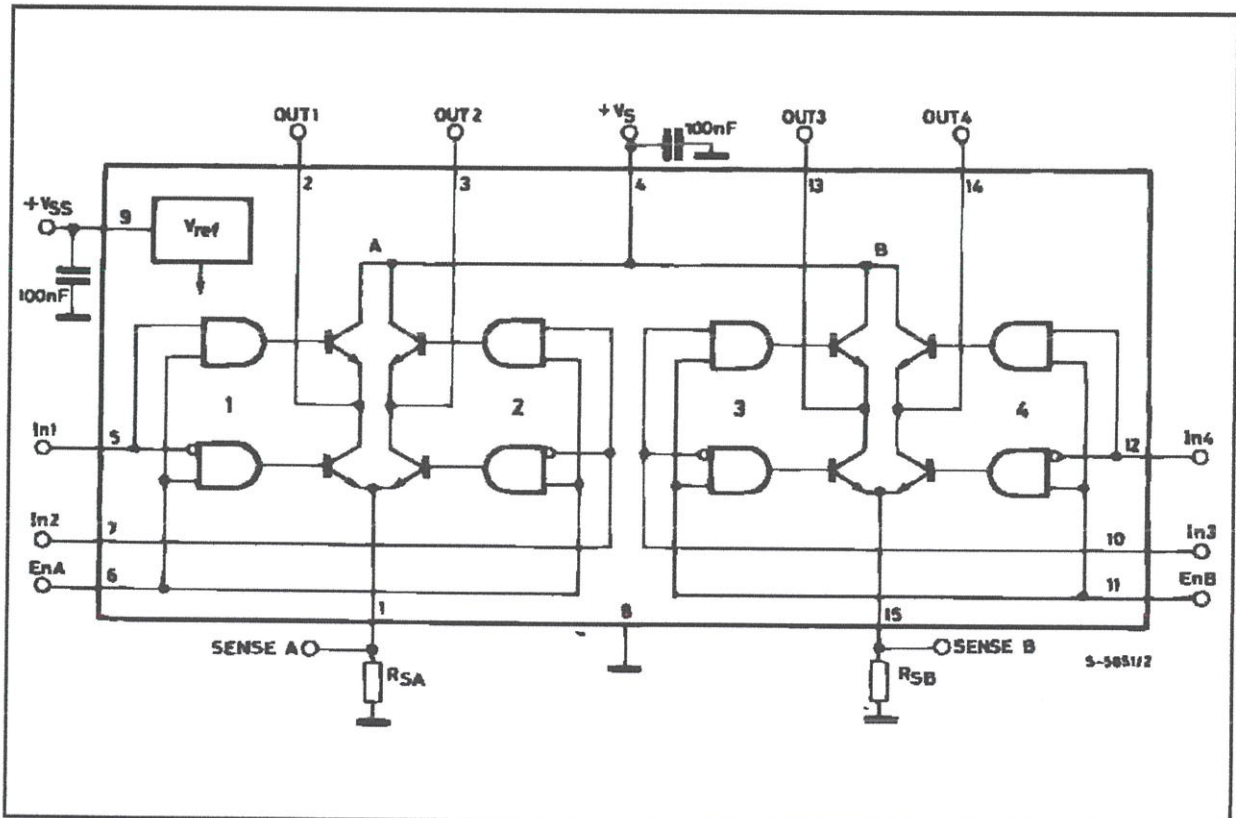 OUT1
OUT2
+VS
100nF
OUT3
OUT4
2
3
4
13
14
+VSS
9
Vref
A
B
100nF
1
2
3
4
In1
5
12
In4
In2
7
10
In3
EnA
6
11
EnB
1
8
15
SENSE A
SENSE B
RSA
RSB
S-5851/2